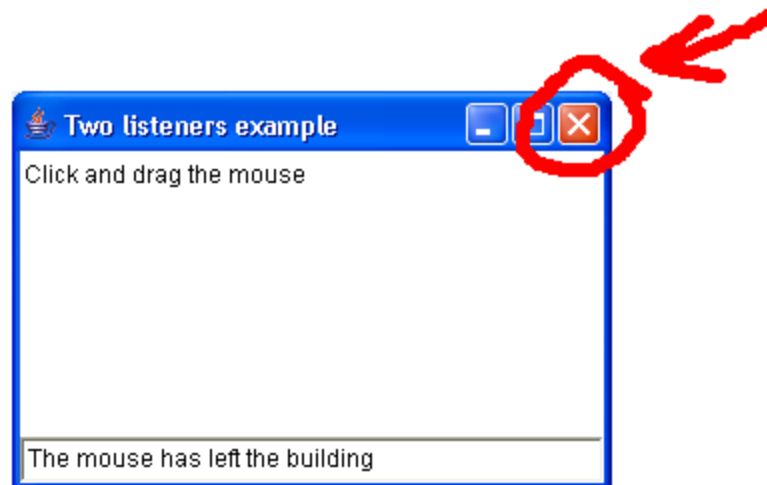 Two listeners example
Click and drag the mouse
The mouse has left the building